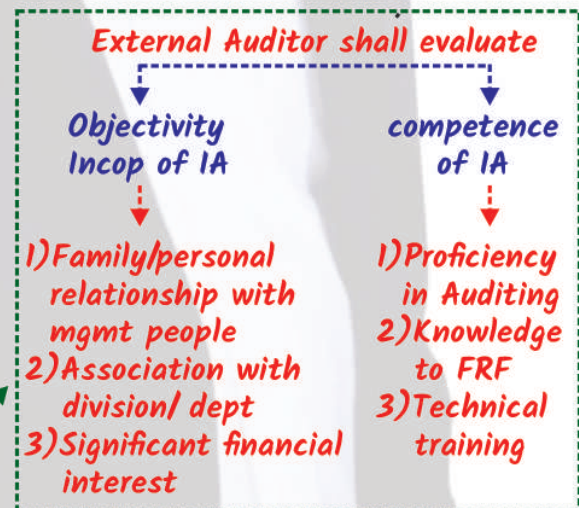 External Auditor shall evaluate
Objectivity
Incop of IA
1)Family/personal
relationship with
mgmt people
2)Association with
division/ dept
3)Significant financial
interest
competence
of IA
1)Proficiency
in Auditing
2)Knowledge
to FRF
3)Technical
training